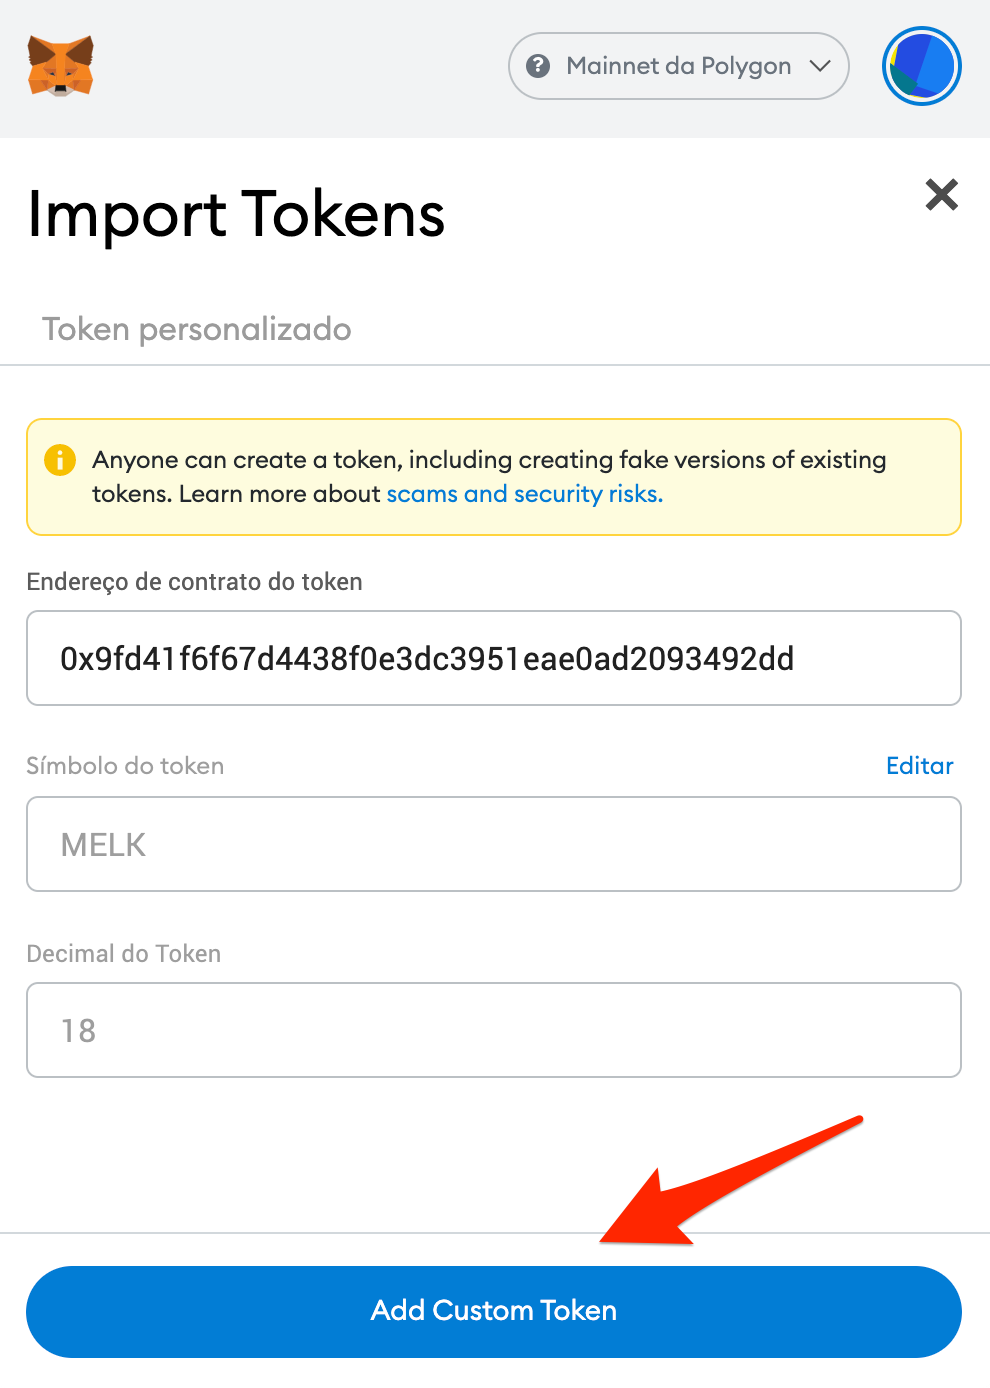 Mainnet da Polygon
Import Tokens
Token personalizado
Anyone can create a token, including creating fake versions of existing
tokens. Learn more about scams and security risks.
Endereço de contrato do token
0x9fd41f6f67d4438f0e3dc3951eae0ad2093492dd
Símbolo do token
Editar
MELK
Decimal do Token
18
Add Custom Token